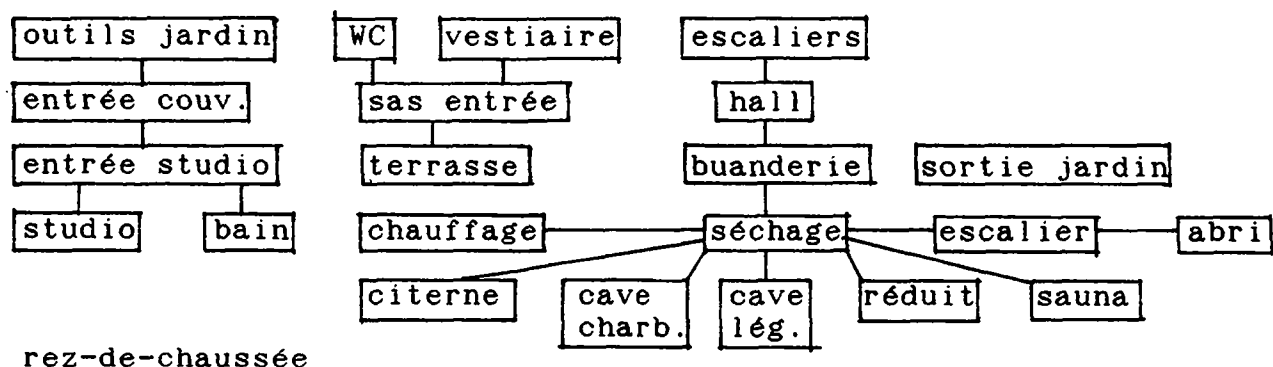 outils jardin WC vestiaire escaliers
entrée couv. sas entrée hall
entrée studio terrasse buanderie sortie jardin
studio bain chauffage séchage escalier abri
citerne cave charb. cave lég. réduit sauna
rez-de-chaussée